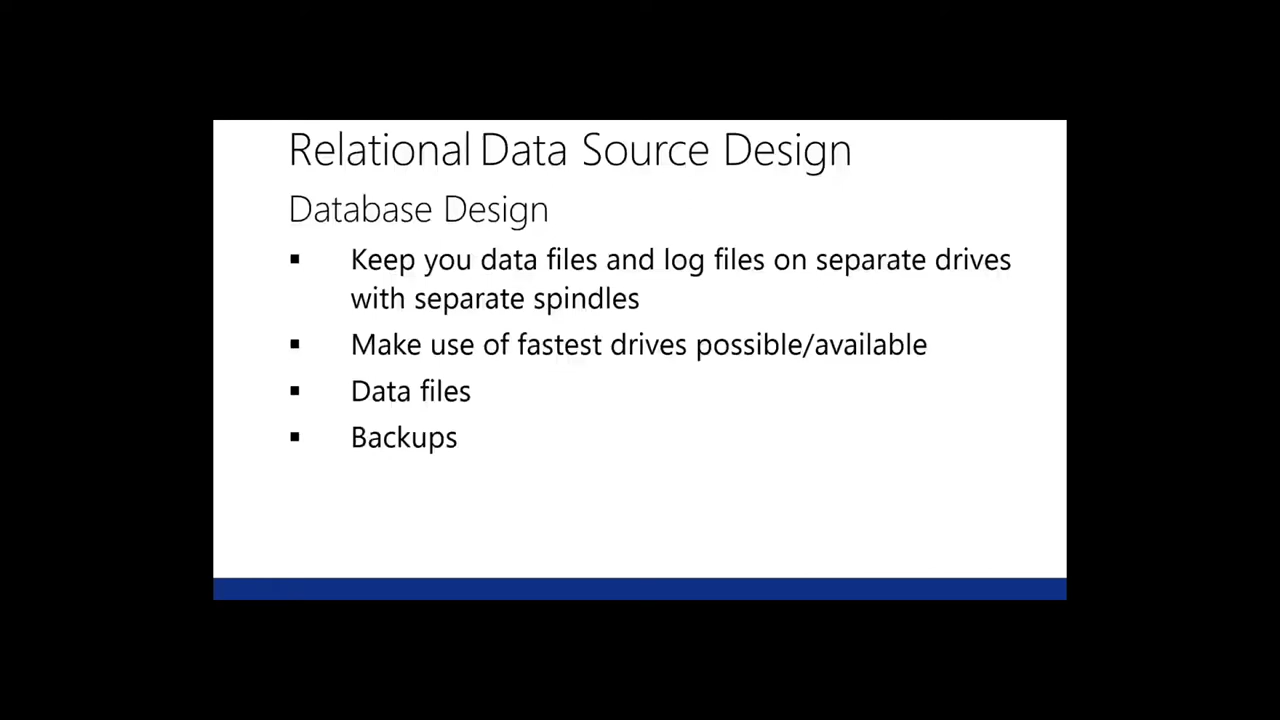 Relational Data Source Design
Database Design
▪ Keep you data files and log files on separate drives
with separate spindles
▪ Make use of fastest drives possible/available
▪ Data files
▪ Backups